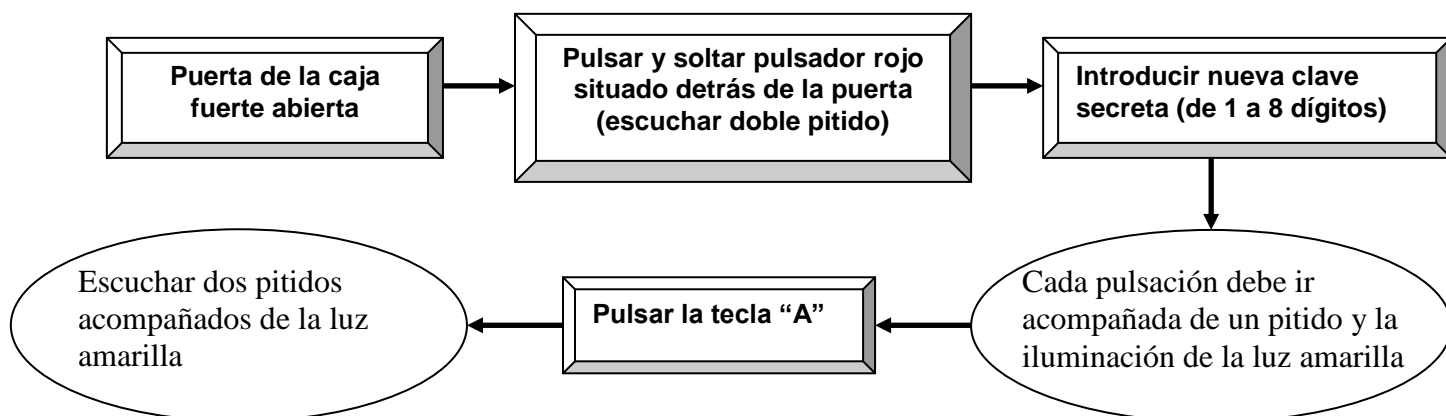 Puerta de la caja
fuerte abierta
Pulsar y soltar pulsador rojo
situado detrás de la puerta
(escuchar doble pitido)
Introducir nueva clave
secreta (de 1 a 8 dígitos)
Cada pulsación debe ir
acompañada de un pitido y la
iluminación de la luz amarilla
Pulsar la tecla “A”
Escuchar dos pitidos
acompañados de la luz
amarilla